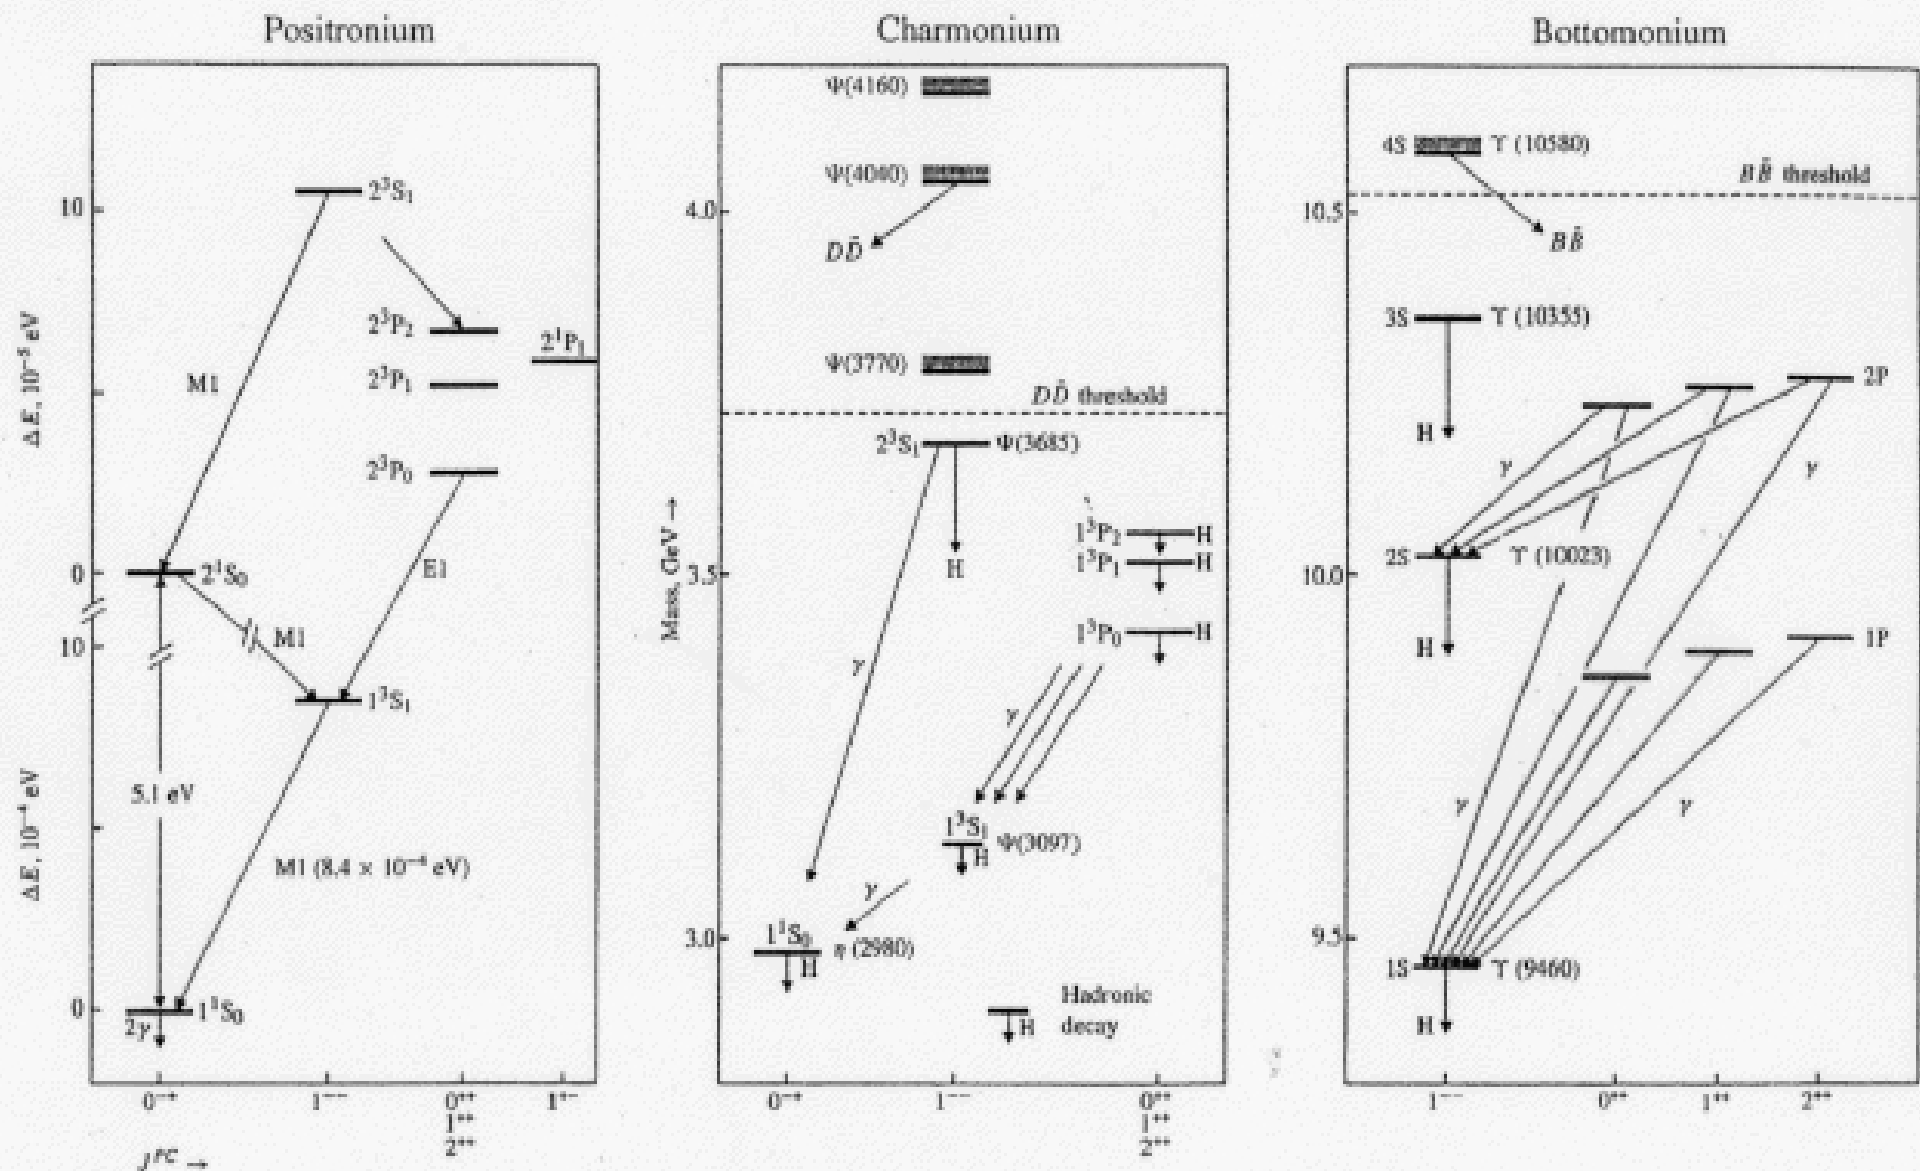 Positronium
ΔE, 10⁻⁵ eV
ΔE, 10⁻⁴ eV
10
0
10
0
2³S₁
2³P₂
2¹P₁
2³P₁
2³P₀
M1
E1
2¹S₀
M1
1³S₁
5.1 eV
M1 (8.4 × 10⁻⁴ eV)
1¹S₀
2γ
0⁻⁺
1⁻⁻
0⁺⁺
1⁺⁺
2⁺⁺
1⁺⁻
J^PC →
Charmonium
Mass, GeV →
4.0
3.5
3.0
Ψ(4160)
Ψ(4040)
DD̄
Ψ(3770)
DD̄ threshold
2³S₁ Ψ(3685)
H
1³P₂ H
1³P₁ H
1³P₀ H
γ
γ
1³S₁
H Ψ(3097)
γ
1¹S₀
H η (2980)
H Hadronic
decay
0⁻⁺
1⁻⁻
0⁺⁺
1⁺⁺
2⁺⁺
Bottomonium
10.5
10.0
9.5
4S ϒ (10580)
BB̄ threshold
BB̄
3S ϒ (10355)
2P
H
γ
γ
2S ϒ (10023)
H
1P
γ
γ
1S ϒ (9460)
H
1⁻⁻
0⁺⁺
1⁺⁺
2⁺⁺